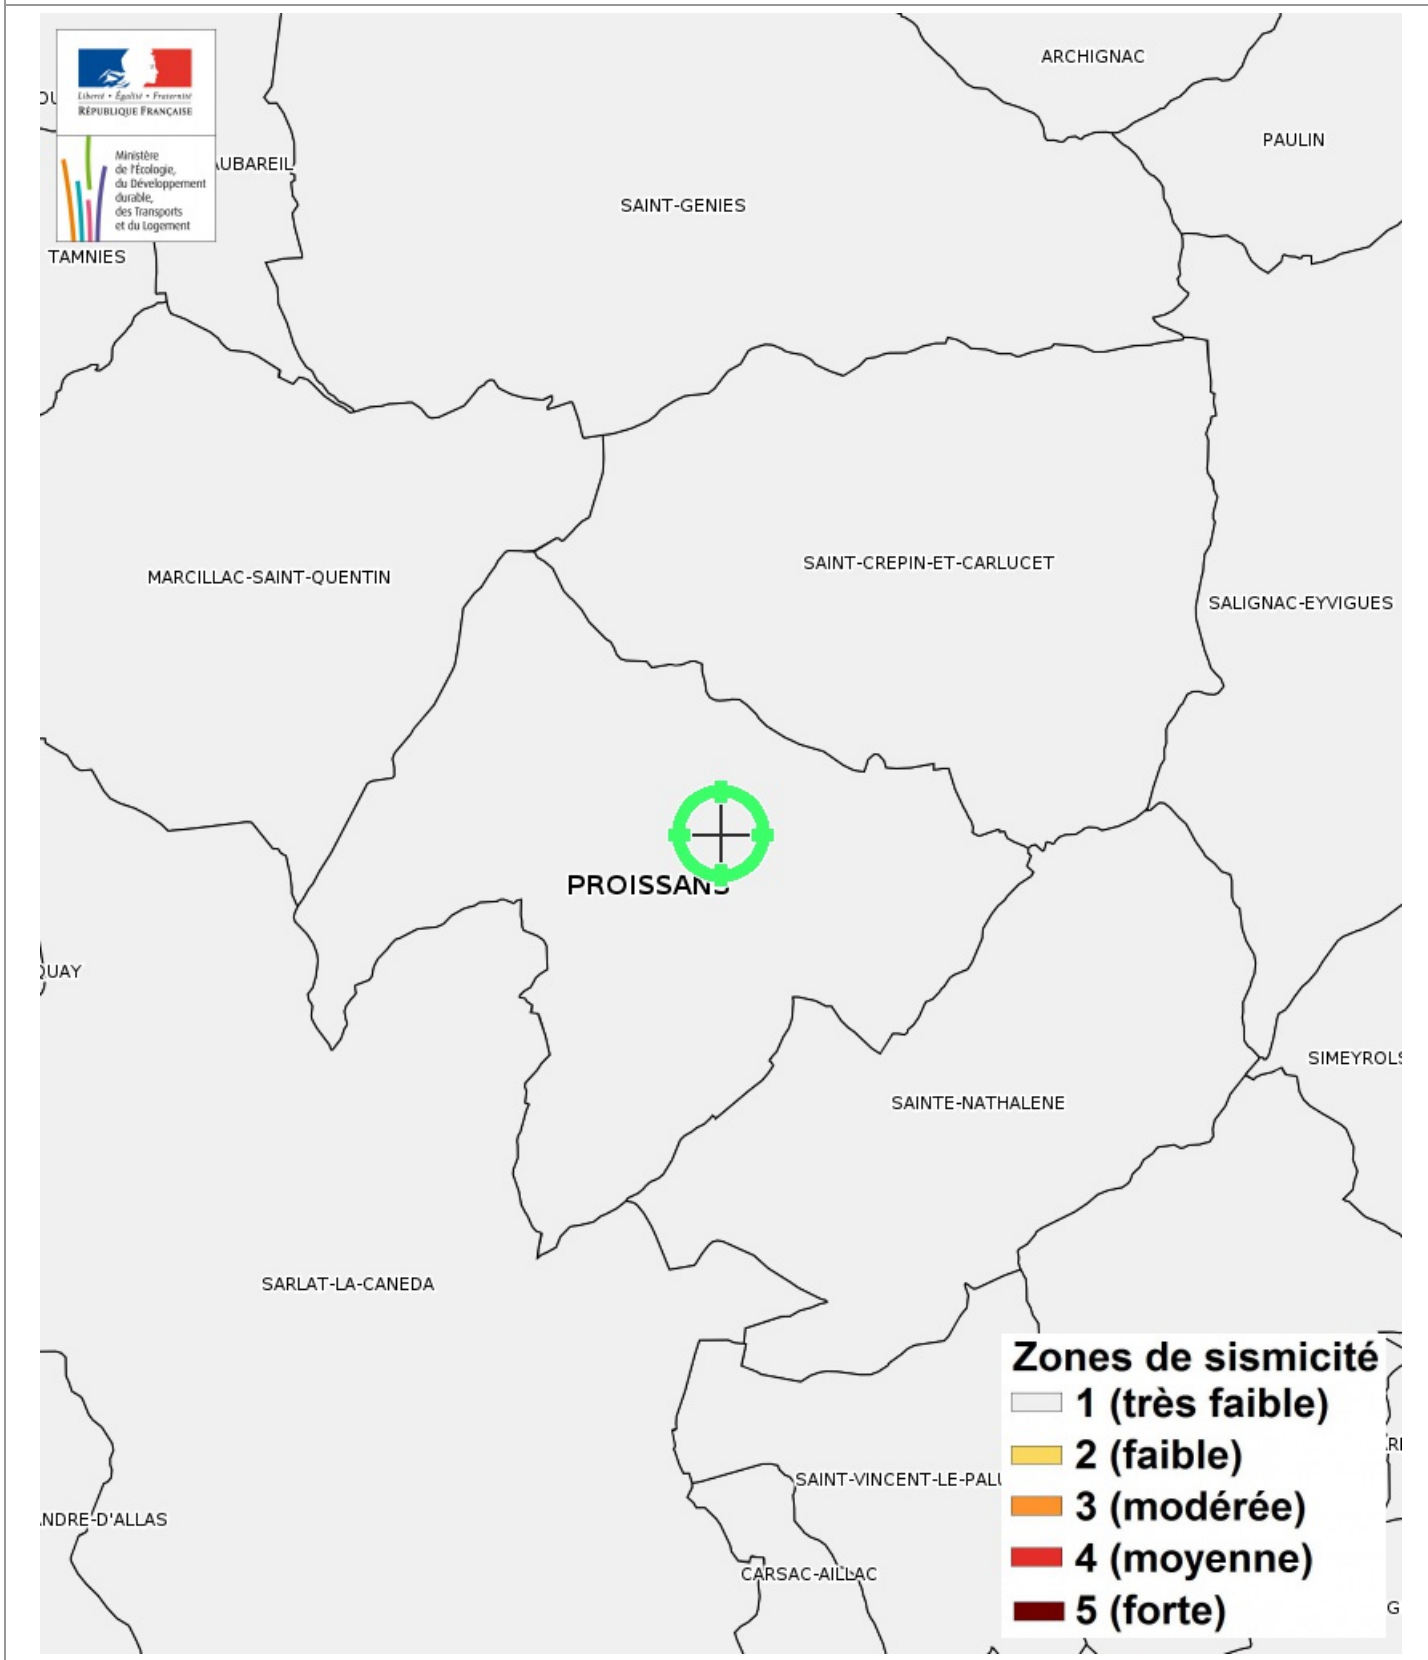 Liberté • Égalité • Fraternité
RÉPUBLIQUE FRANÇAISE
Ministère
de l'Écologie,
du Développement
durable,
des Transports
et du Logement
ARCHIGNAC
PAULIN
AUBAREIL
SAINT-GENIES
TAMNIES
MARCILLAC-SAINT-QUENTIN
SAINT-CREPIN-ET-CARLUCET
SALIGNAC-EYVIGUES
PROISSANS
QUAY
SIMEYROLS
SAINTE-NATHALENE
SARLAT-LA-CANEDA
SAINT-VINCENT-LE-PALU
NDRE-D'ALLAS
CARSAC-AILLAC
Zones de sismicité
1 (très faible)
2 (faible)
3 (modérée)
4 (moyenne)
5 (forte)